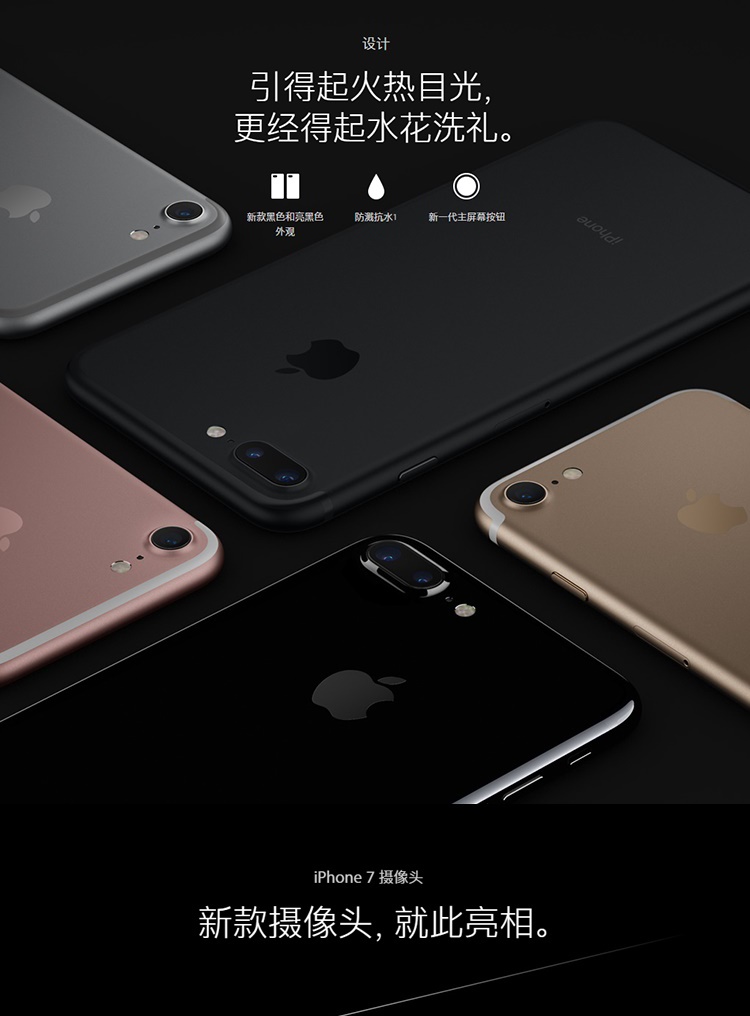 设计
引得起火热目光,
更经得起水花洗礼。
新款黑色和亮黑色
外观
防溅抗水1
新一代主屏幕按钮
iPhone
iPhone 7 摄像头
新款摄像头, 就此亮相。